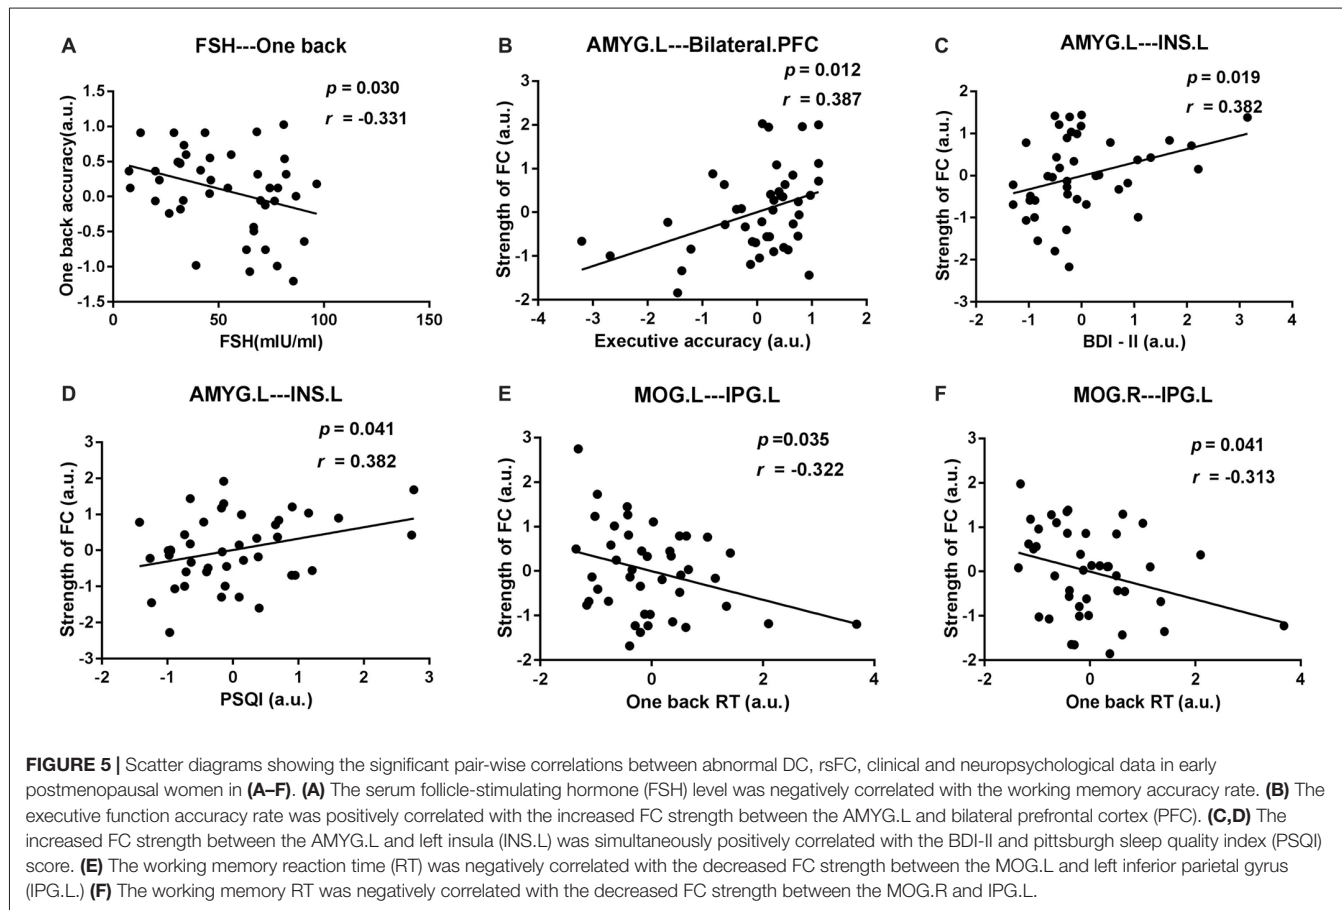 A
FSH---One back
p = 0.030
r = -0.331
One back accuracy(a.u.)
1.5
1.0
0.5
0.0
-0.5
-1.0
-1.5
0
50
100
150
FSH(mIU/ml)
B
AMYG.L---Bilateral.PFC
p = 0.012
r = 0.387
Strength of FC (a.u.)
3
2
1
0
-1
-2
-4
-3
-2
-1
0
1
2
Executive accuracy (a.u.)
C
AMYG.L---INS.L
p = 0.019
r = 0.382
Strength of FC (a.u.)
2
1
0
-1
-2
-3
-2
-1
0
1
2
3
4
BDI - II (a.u.)
D
AMYG.L---INS.L
p = 0.041
r = 0.382
Strength of FC (a.u.)
3
2
1
0
-1
-2
-3
-2
-1
0
1
2
3
PSQI (a.u.)
E
MOG.L---IPG.L
p =0.035
r = -0.322
Strength of FC (a.u.)
3
2
1
0
-1
-2
-2
0
2
4
One back RT (a.u.)
F
MOG.R---IPG.L
p = 0.041
r = -0.313
Strength of FC (a.u.)
3
2
1
0
-1
-2
-2
0
2
4
One back RT (a.u.)
FIGURE 5 | Scatter diagrams showing the significant pair-wise correlations between abnormal DC, rsFC, clinical and neuropsychological data in early
postmenopausal women in (A–F). (A) The serum follicle-stimulating hormone (FSH) level was negatively correlated with the working memory accuracy rate. (B) The
executive function accuracy rate was positively correlated with the increased FC strength between the AMYG.L and bilateral prefrontal cortex (PFC). (C,D) The
increased FC strength between the AMYG.L and left insula (INS.L) was simultaneously positively correlated with the BDI-II and pittsburgh sleep quality index (PSQI)
score. (E) The working memory reaction time (RT) was negatively correlated with the decreased FC strength between the MOG.L and left inferior parietal gyrus
(IPG.L.) (F) The working memory RT was negatively correlated with the decreased FC strength between the MOG.R and IPG.L.